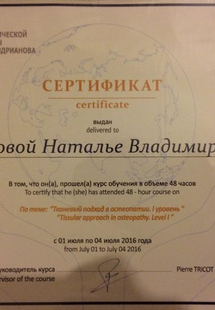 ИЧЕСКОЙ
И
НДРИАНОВА
СЕРТИФИКАТ
certificate
выдан
delivered to
овой Наталье Владимир
В том, что он(а), прошел(а) курс обучения в объеме 48 часов
To certify that he (she) has attended 48 - hour course on
По теме: "Тканевый подход в остеопатии. I уровень"
"Tissular approach in osteopathy. Level I"
с 01 июля по 04 июля 2016 года
from July 01 to July 04 2016
уководитель курса
Pierre TRICOT
dvisor of the course